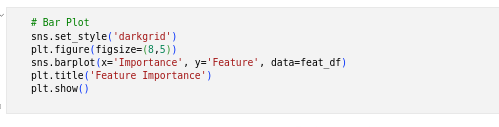 # Bar Plot
sns.set_style('darkgrid')
plt.figure(figsize=(8,5))
sns.barplot(x='Importance', y='Feature', data=feat_df)
plt.title('Feature Importance')
plt.show()